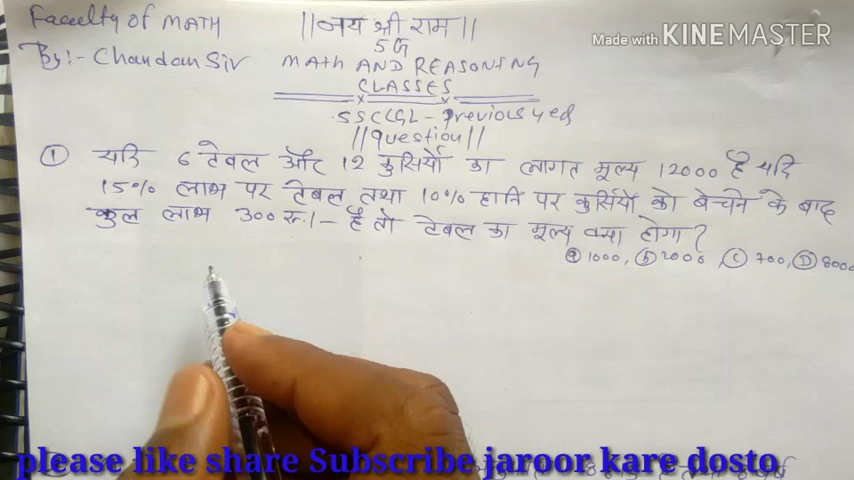 Faculty of MATH
||जय श्री राम||
Made with KINEMASTER
5G
By:- Chandan Sir
MATH AND REASONING
CLASSES
SSC CGL - Previous yed
||Question||
① यदि 6 टेबल और 12 कुर्सियों का लागत मूल्य 12000 है यदि
15% लाभ पर टेबल तथा 10% हानि पर कुर्सियों को बेचने के बाद
कुल लाभ 300 रु./- है तो टेबल का मूल्य क्या होगा?
ⓐ 1000, ⓑ 2000, Ⓒ 700, Ⓓ 8000
please like share Subscribe jaroor kare dosto